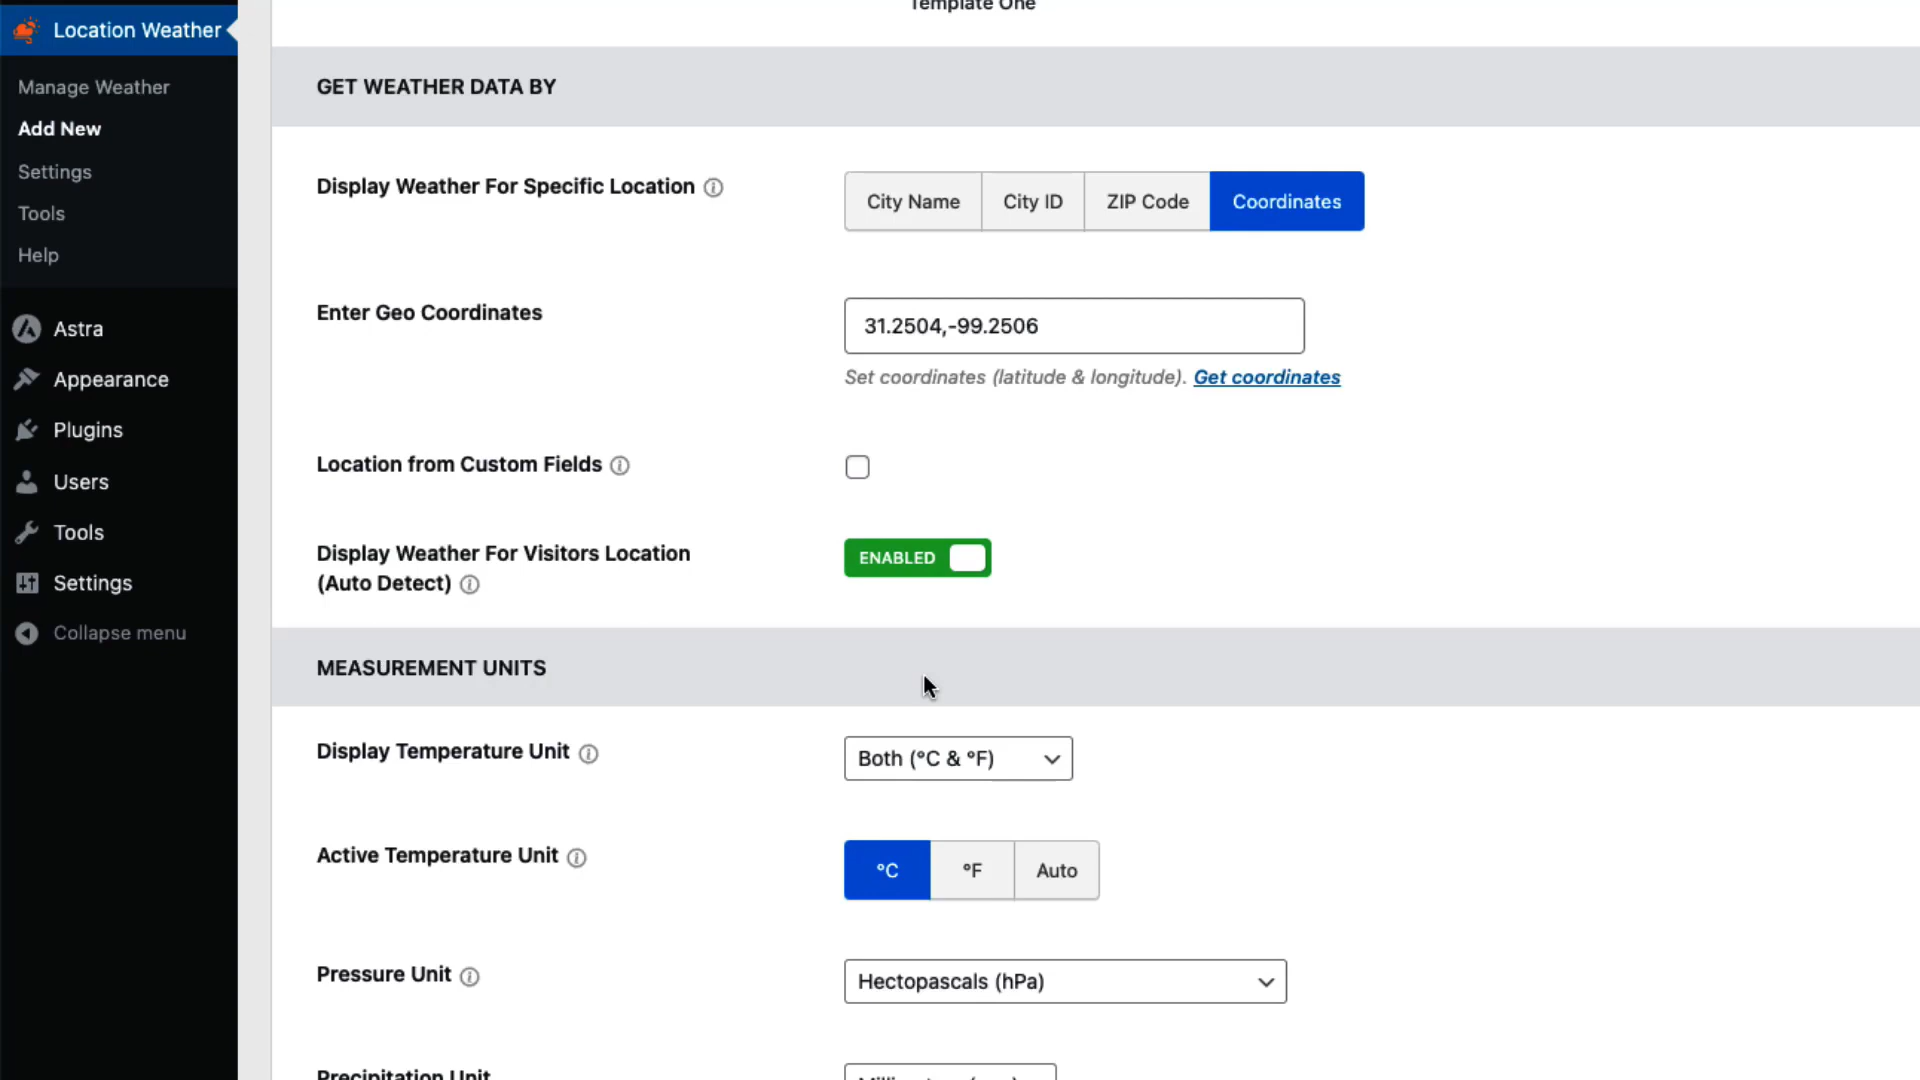 Template One
Location Weather
Manage Weather
Add New
Settings
Tools
Help
Astra
Appearance
Plugins
Users
Tools
Settings
Collapse menu
GET WEATHER DATA BY
Display Weather For Specific Location
City Name
City ID
ZIP Code
Coordinates
Enter Geo Coordinates
31.2504,-99.2506
Set coordinates (latitude & longitude). Get coordinates
Location from Custom Fields
Display Weather For Visitors Location
(Auto Detect)
ENABLED
MEASUREMENT UNITS
Display Temperature Unit
Both (°C & °F)
Active Temperature Unit
°C
°F
Auto
Pressure Unit
Hectopascals (hPa)
Precipitation Unit